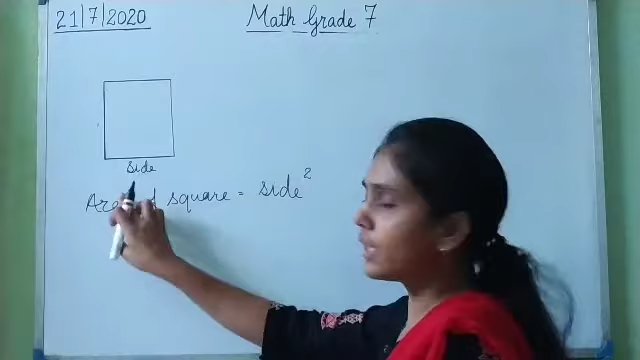 21/7/2020
Math Grade 7
side
Area of square = side²